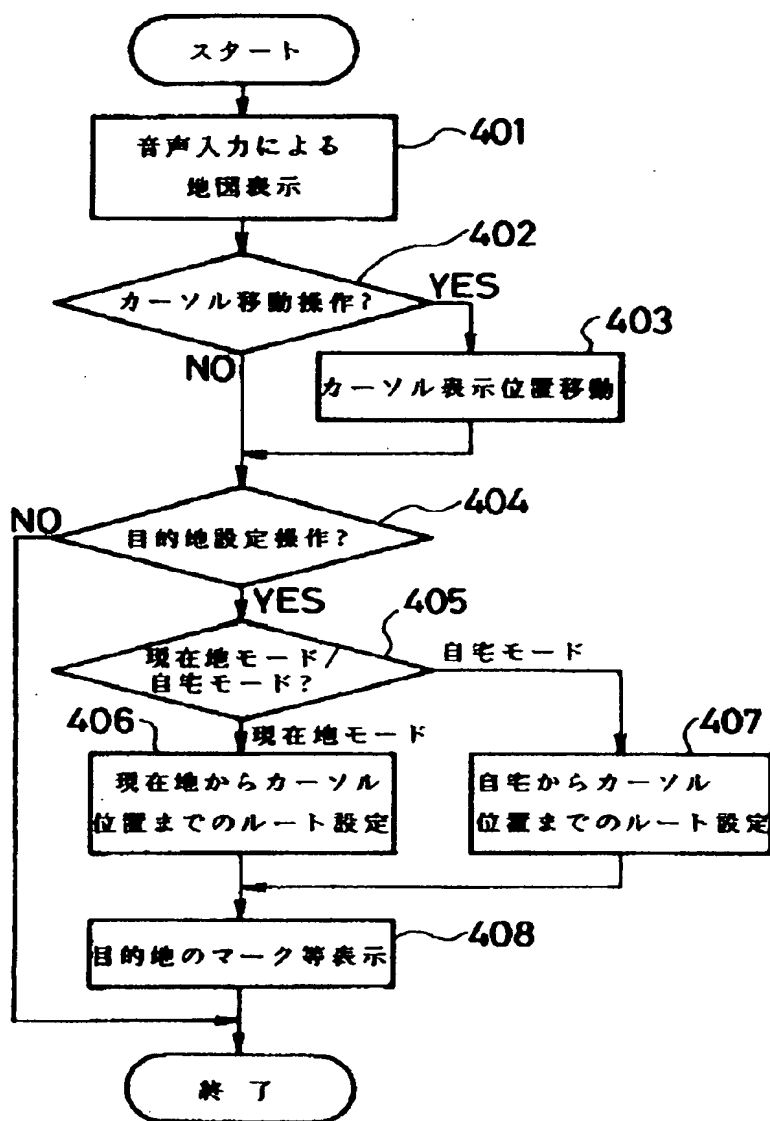 スタート
音声入力による
地図表示
401
カーソル移動操作?
402
YES
NO
カーソル表示位置移動
403
目的地設定操作?
404
NO
YES
現在地モード/
自宅モード?
405
自宅モード
現在地モード
406
現在地からカーソル
位置までのルート設定
407
自宅からカーソル
位置までのルート設定
目的地のマーク等表示
408
終了